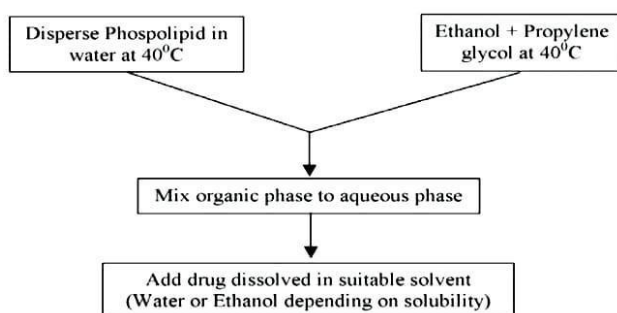 Disperse Phospolipid in
water at 40⁰C
Ethanol + Propylene
glycol at 40⁰C
Mix organic phase to aqueous phase
Add drug dissolved in suitable solvent
(Water or Ethanol depending on solubility)